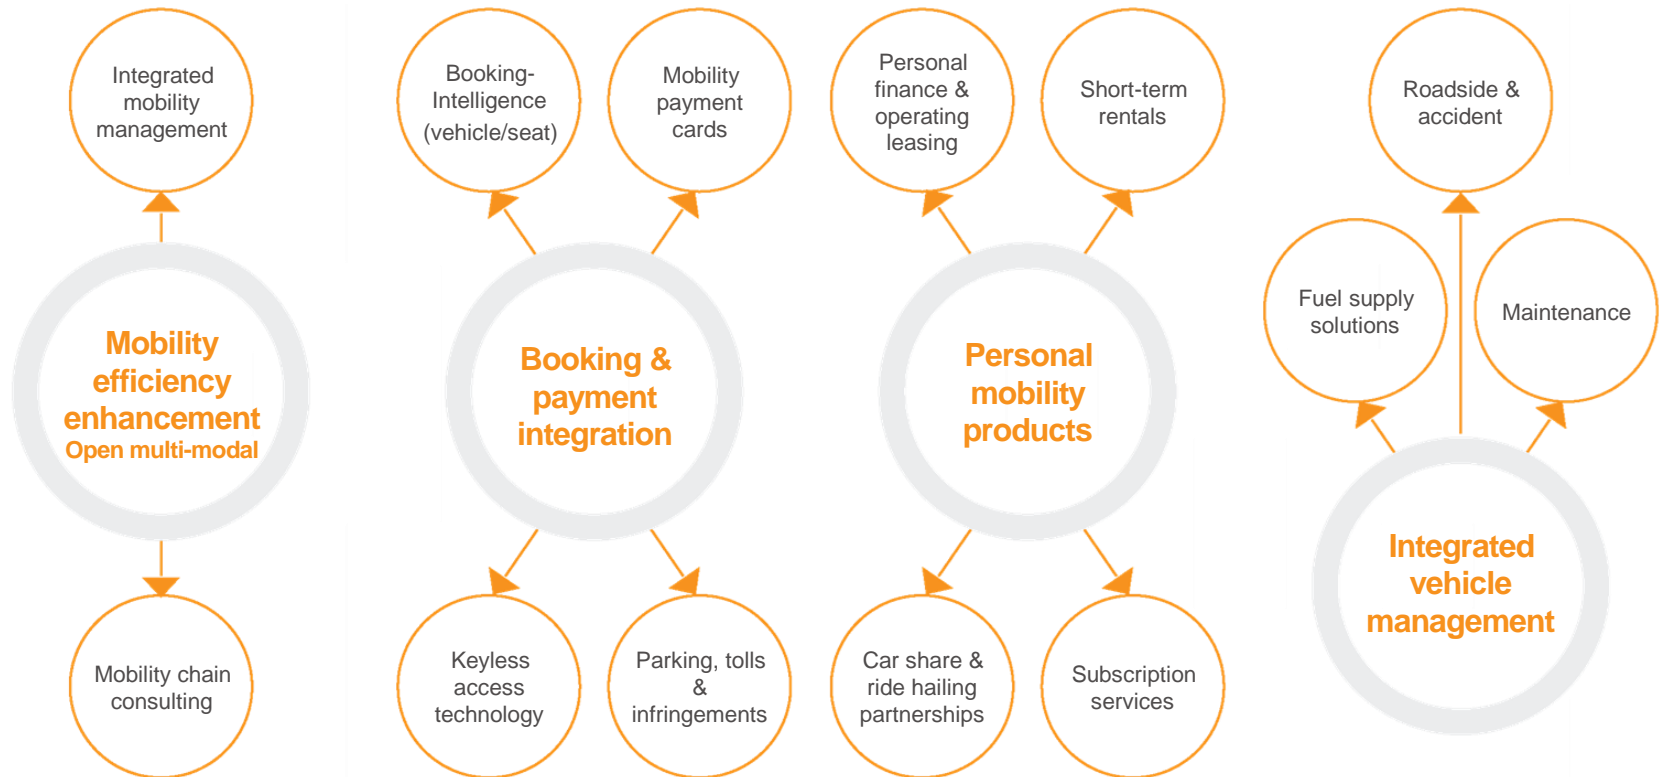 Integrated
mobility
management
Mobility
efficiency
enhancement
Open multi-modal
Mobility chain
consulting
Booking-
Intelligence
(vehicle/seat)
Mobility
payment
cards
Booking &
payment
integration
Keyless
access
technology
Parking, tolls
&
infringements
Personal
finance &
operating
leasing
Short-term
rentals
Personal
mobility
products
Car share &
ride hailing
partnerships
Subscription
services
Roadside &
accident
Fuel supply
solutions
Maintenance
Integrated
vehicle
management